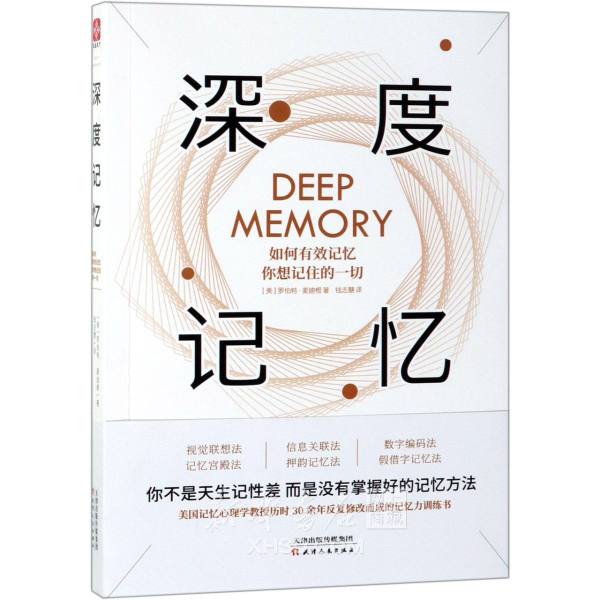 深度
DEEP
MEMORY
如何有效记忆
你想记住的一切
[美]罗伯特·麦迪根 著 钱志慧 译
记忆
视觉联想法 信息关联法 数字编码法
记忆宫殿法 押韵记忆法 假借字记忆法
你不是天生记性差 而是没有掌握好的记忆方法
美国记忆心理学教授历时30余年反复修改而成的记忆力训练书
天津出版传媒集团
天津人民出版社
深度记忆